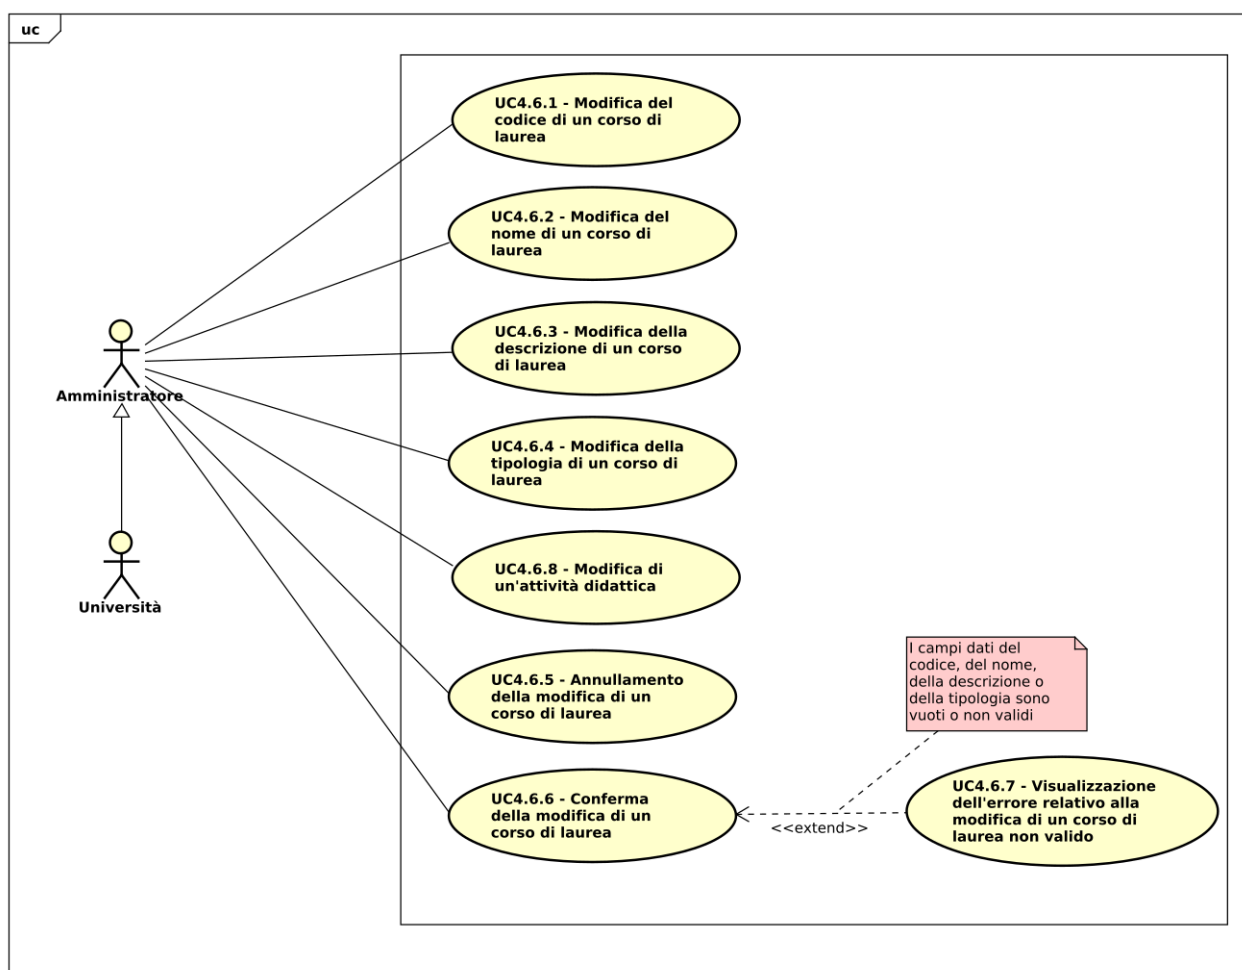 uc
UC4.6.1 - Modifica del
codice di un corso di
laurea
UC4.6.2 - Modifica del
nome di un corso di
laurea
UC4.6.3 - Modifica della
descrizione di un corso
di laurea
Amministratore
UC4.6.4 - Modifica della
tipologia di un corso di
laurea
UC4.6.8 - Modifica di
un'attività didattica
Università
UC4.6.5 - Annullamento
della modifica di un
corso di laurea
I campi dati del
codice, del nome,
della descrizione o
della tipologia sono
vuoti o non validi
UC4.6.6 - Conferma
della modifica di un
corso di laurea
<<extend>>
UC4.6.7 - Visualizzazione
dell'errore relativo alla
modifica di un corso di
laurea non valido